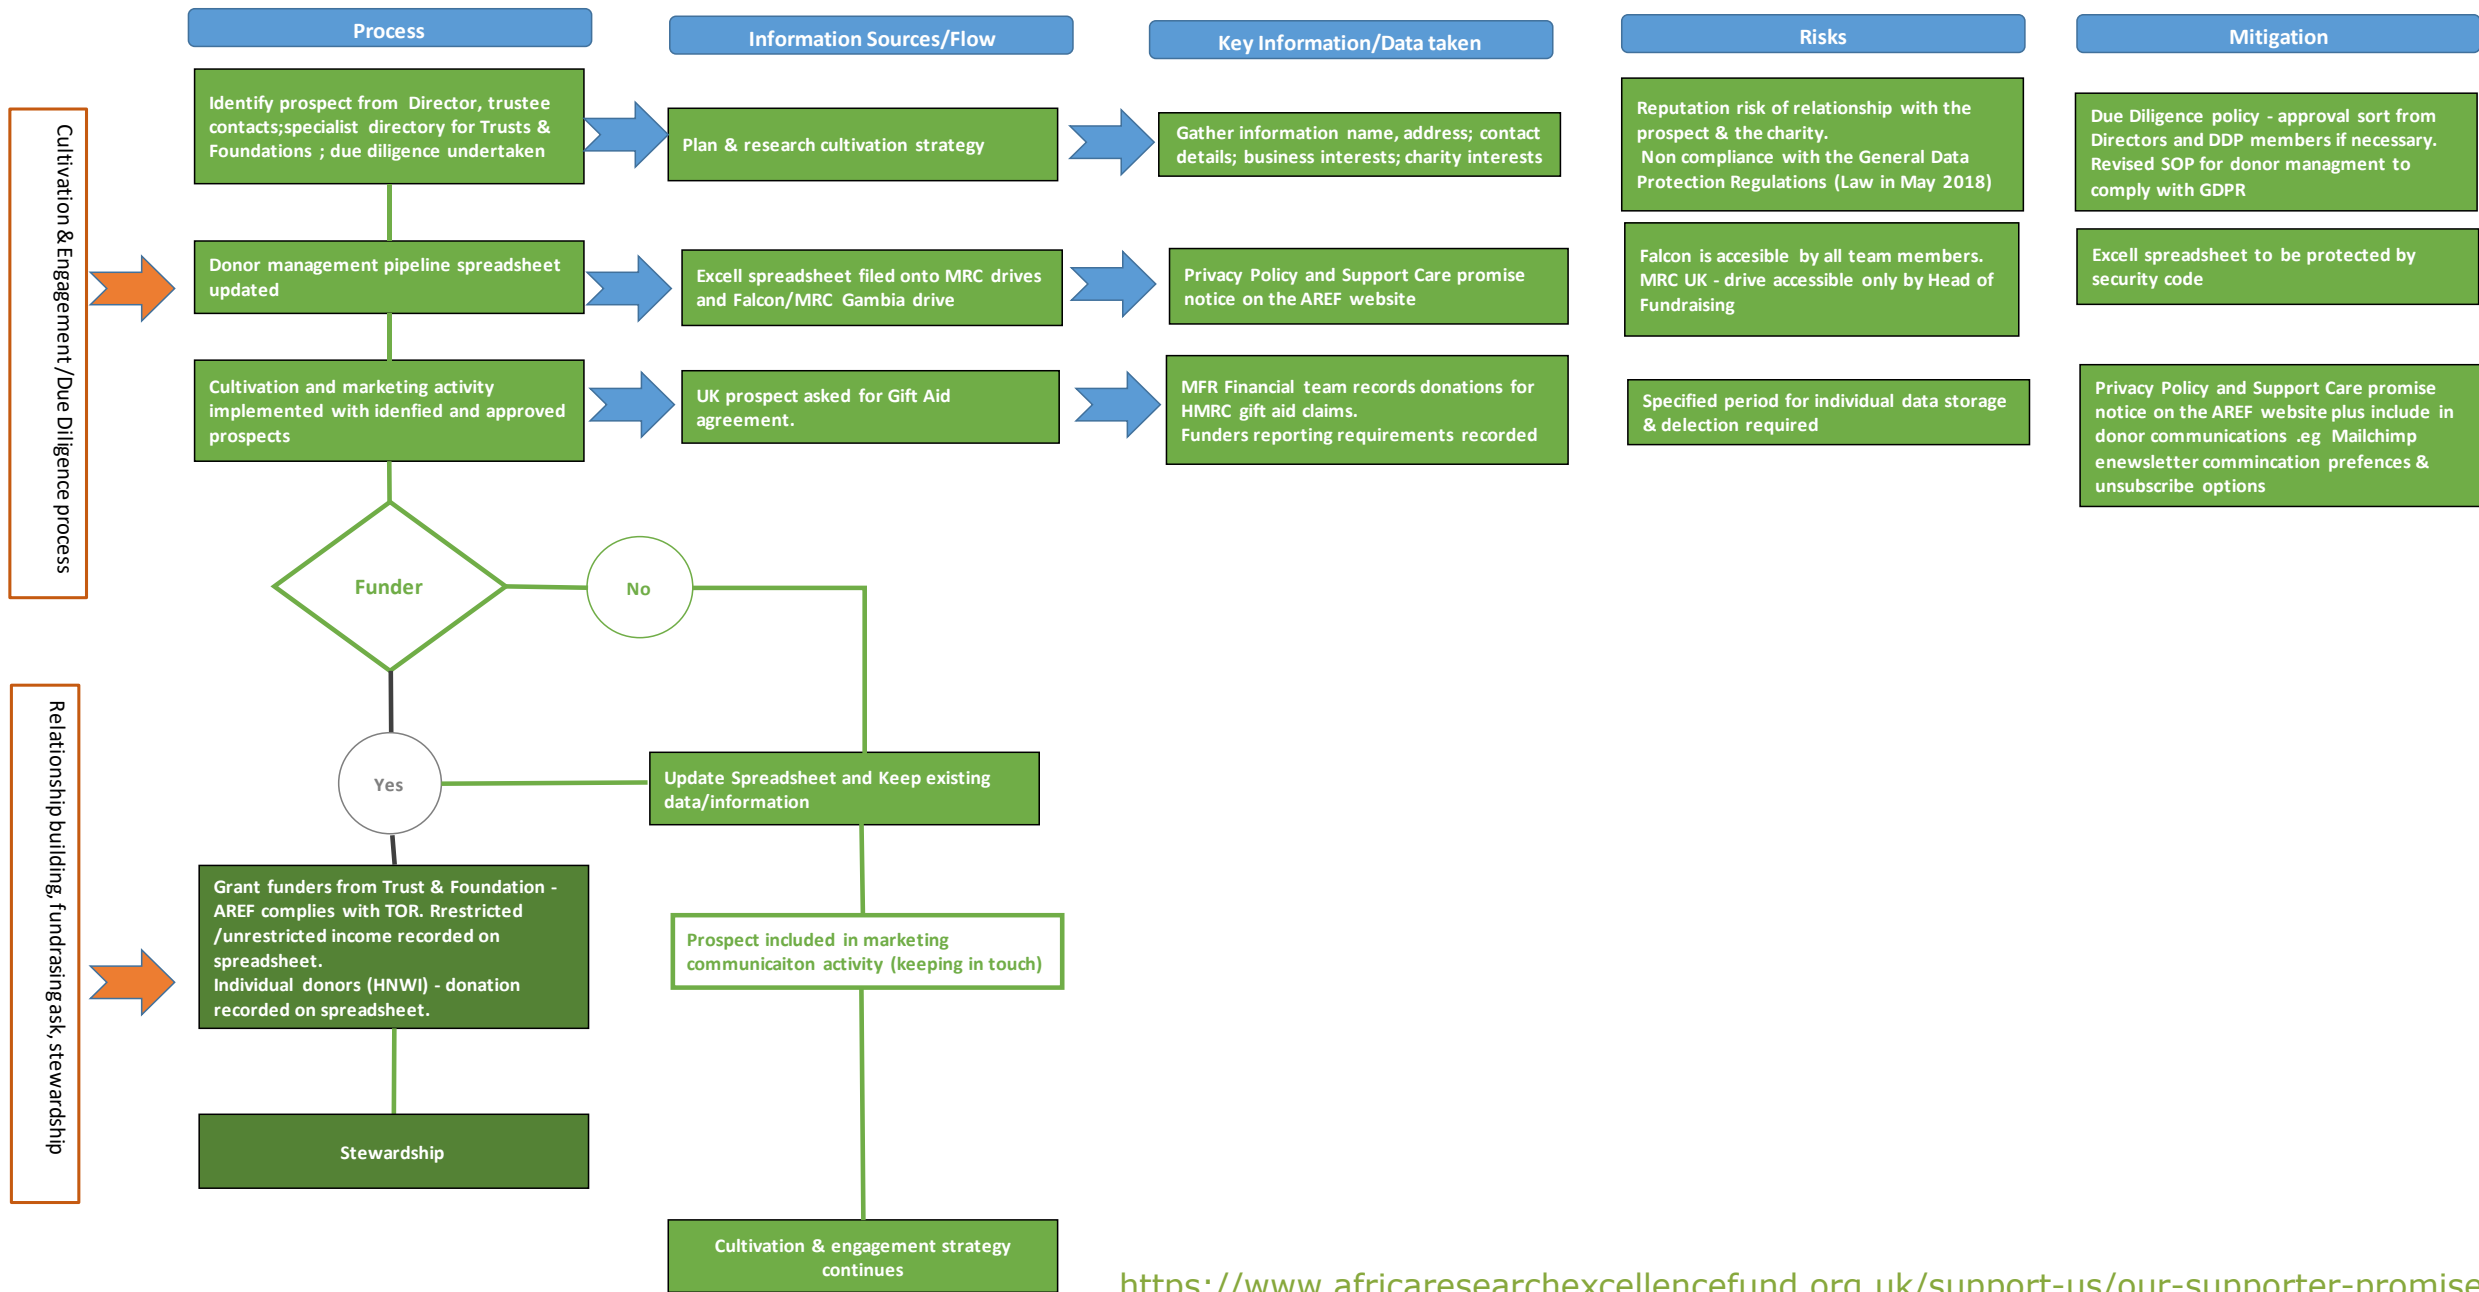 Process
Information Sources/Flow
Key Information/Data taken
Risks
Mitigation
Cultivation & Engagement /Due Diligence process
Identify prospect from Director, trustee
contacts;specialist directory for Trusts &
Foundations ; due diligence undertaken
Plan & research cultivation strategy
Gather information name, address; contact
details; business interests; charity interests
Reputation risk of relationship with the
prospect & the charity.
Non compliance with the General Data
Protection Regulations (Law in May 2018)
Due Diligence policy - approval sort from
Directors and DDP members if necessary.
Revised SOP for donor managment to
comply with GDPR
Donor management pipeline spreadsheet
updated
Excell spreadsheet filed onto MRC drives
and Falcon/MRC Gambia drive
Privacy Policy and Support Care promise
notice on the AREF website
Falcon is accesible by all team members.
MRC UK - drive accessible only by Head of
Fundraising
Excell spreadsheet to be protected by
security code
Cultivation and marketing activity
implemented with idenfied and approved
prospects
UK prospect asked for Gift Aid
agreement.
MFR Financial team records donations for
HMRC gift aid claims.
Funders reporting requirements recorded
Specified period for individual data storage
& delection required
Privacy Policy and Support Care promise
notice on the AREF website plus include in
donor communications .eg Mailchimp
enewsletter commincation prefences &
unsubscribe options
Funder
No
Relationship building, fundrasing ask, stewardship
Yes
Update Spreadsheet and Keep existing
data/information
Grant funders from Trust & Foundation -
AREF complies with TOR. Rrestricted
/unrestricted income recorded on
spreadsheet.
Individual donors (HNWI) - donation
recorded on spreadsheet.
Prospect included in marketing
communicaiton activity (keeping in touch)
Stewardship
Cultivation & engagement strategy
continues
https://www.africaresearchexcellencefund.org.uk/support-us/our-supporter-promise